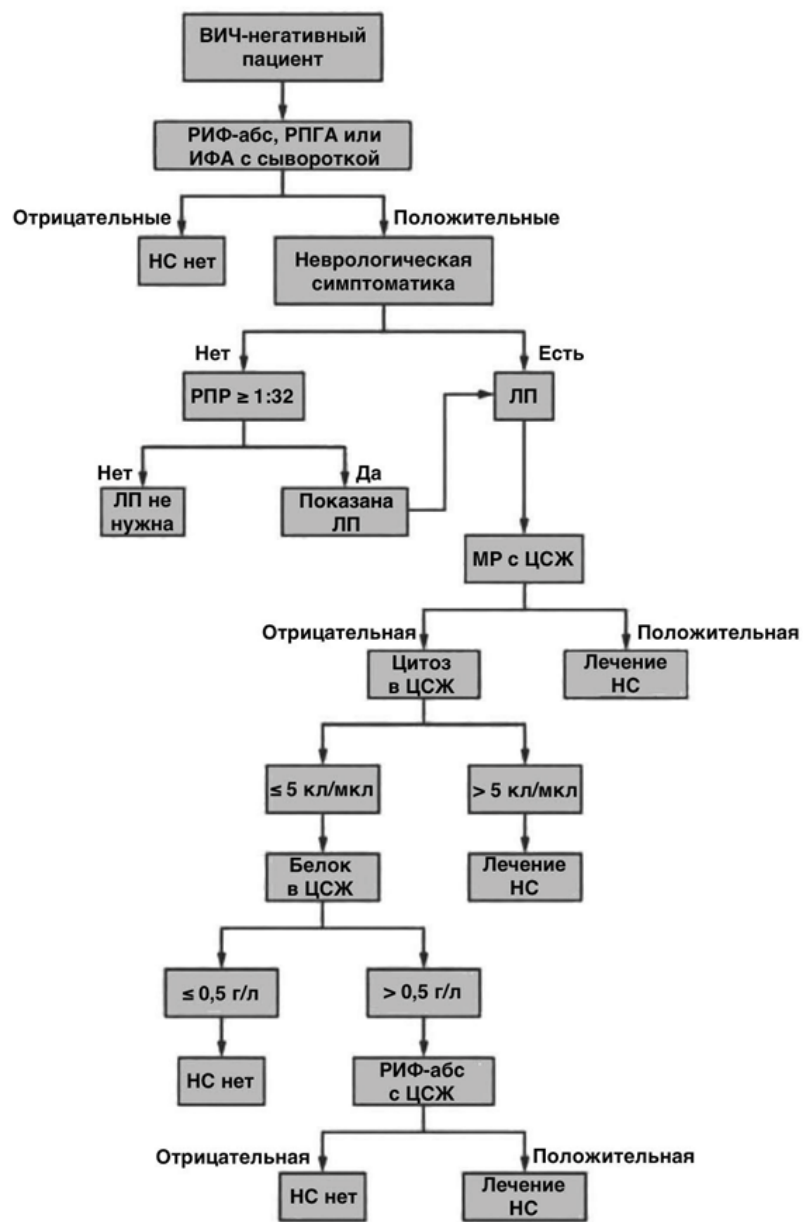 ВИЧ-негативный
пациент
РИФ-абс, РПГА или
ИФА с сывороткой
Отрицательные
Положительные
НС нет
Неврологическая
симптоматика
Нет
Есть
РПР ≥ 1:32
ЛП
Нет
Да
ЛП не
нужна
Показана
ЛП
МР с ЦСЖ
Отрицательная
Положительная
Цитоз
в ЦСЖ
Лечение
НС
≤ 5 кл/мкл
> 5 кл/мкл
Белок
в ЦСЖ
Лечение
НС
≤ 0,5 г/л
> 0,5 г/л
НС нет
РИФ-абс
с ЦСЖ
Отрицательная
Положительная
НС нет
Лечение
НС